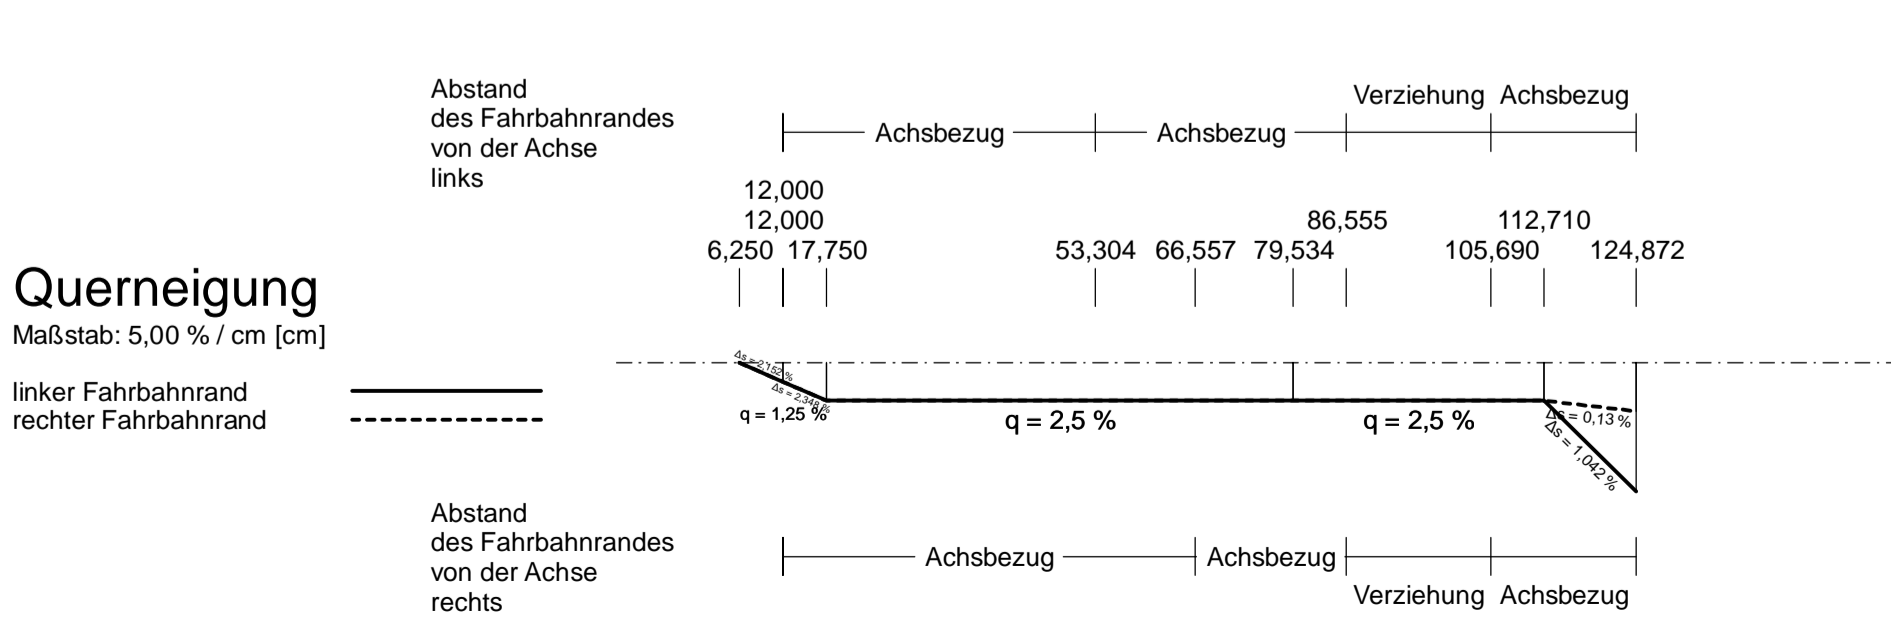 Abstand
des Fahrbahnrandes
von der Achse
links
Verziehung Achsbezug
Achsbezug Achsbezug
12,000
12,000 86,555 112,710
6,250 17,750 53,304 66,557 79,534 105,690 124,872
Querneigung
Maßstab: 5,00 % / cm [cm]
linker Fahrbahnrand
rechter Fahrbahnrand
Δs = 2,152 %
Δs = 2,348 %
q = 1,25 %
q = 2,5 %
q = 2,5 %
Δs = 0,13 %
Δs = 1,042 %
Abstand
des Fahrbahnrandes
von der Achse
rechts
Achsbezug Achsbezug
Verziehung Achsbezug